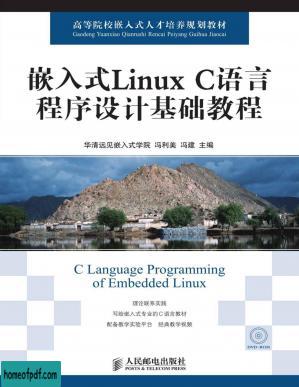 高等院校嵌入式人才培养规划教材
Gaodeng Yuanxiao Qianrushi Rencai Peiyang Guihua Jiaocai
嵌入式Linux C语言
程序设计基础教程
华清远见嵌入式学院 冯利美 冯建 主编
C Language Programming
of Embedded Linux
理论联系实践
写给嵌入式专业的C语言教材
配备教学实验平台 经典教学视频
DVD-ROM
人民邮电出版社
POSTS & TELECOM PRESS
homeofpdf.com